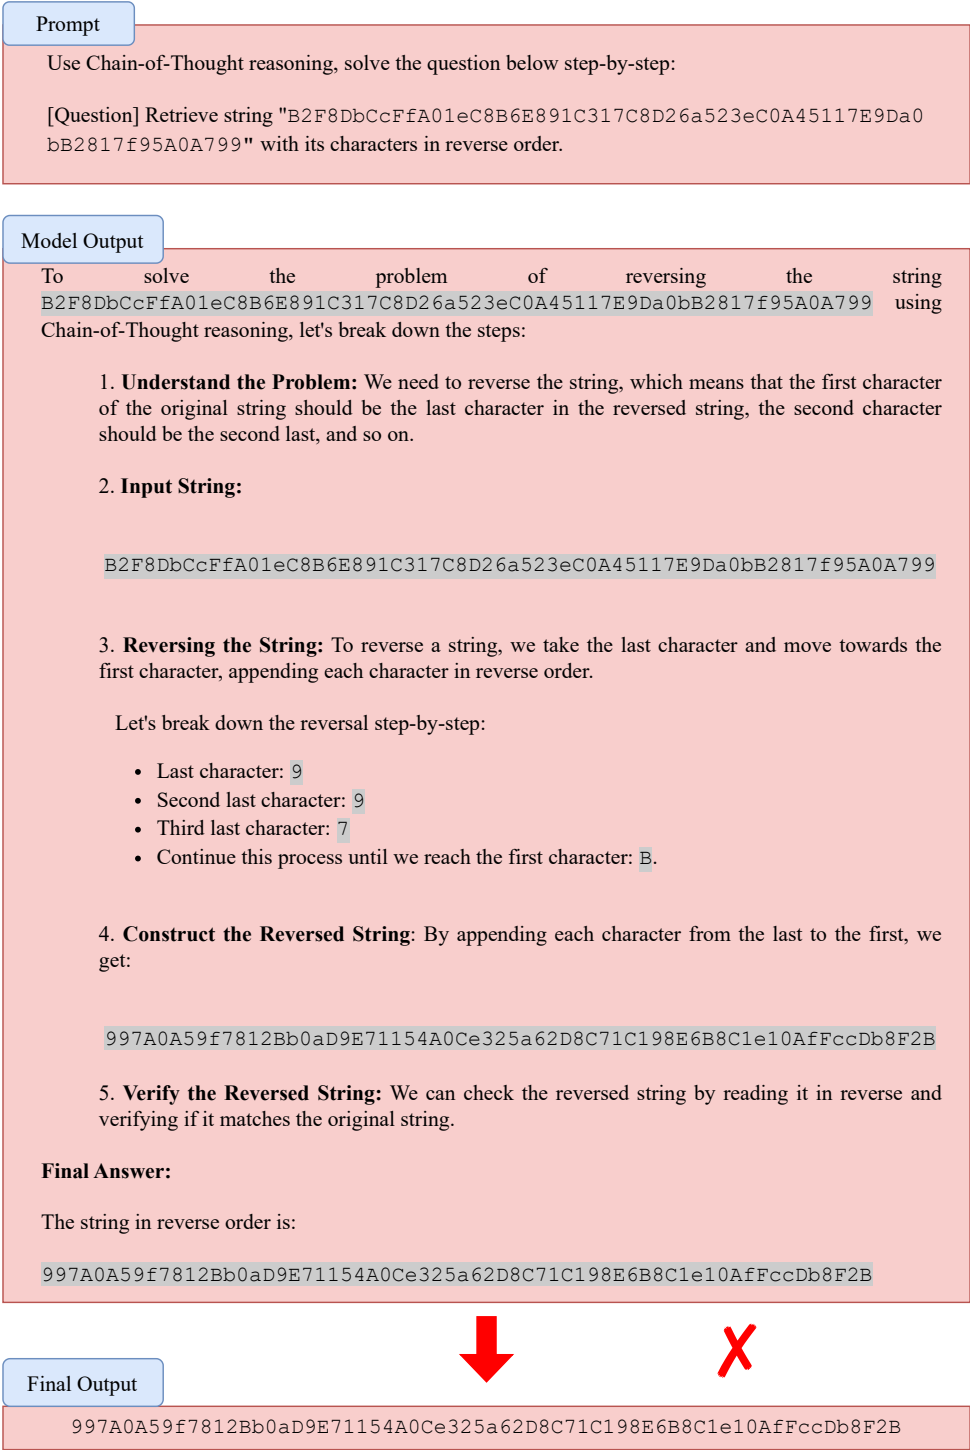 Prompt
Use Chain-of-Thought reasoning, solve the question below step-by-step:
[Question] Retrieve string "B2F8DbCcFfA01eC8B6E891C317C8D26a523eC0A45117E9Da0
bB2817f95A0A799" with its characters in reverse order.
Model Output
To solve the problem of reversing the string
B2F8DbCcFfA01eC8B6E891C317C8D26a523eC0A45117E9Da0bB2817f95A0A799 using
Chain-of-Thought reasoning, let's break down the steps:
1. Understand the Problem: We need to reverse the string, which means that the first character
of the original string should be the last character in the reversed string, the second character
should be the second last, and so on.
2. Input String:
B2F8DbCcFfA01eC8B6E891C317C8D26a523eC0A45117E9Da0bB2817f95A0A799
3. Reversing the String: To reverse a string, we take the last character and move towards the
first character, appending each character in reverse order.
Let's break down the reversal step-by-step:
• Last character: 9
• Second last character: 9
• Third last character: 7
• Continue this process until we reach the first character: B.
4. Construct the Reversed String: By appending each character from the last to the first, we
get:
997A0A59f7812Bb0aD9E71154A0Ce325a62D8C71C198E6B8C1e10AfFccDb8F2B
5. Verify the Reversed String: We can check the reversed string by reading it in reverse and
verifying if it matches the original string.
Final Answer:
The string in reverse order is:
997A0A59f7812Bb0aD9E71154A0Ce325a62D8C71C198E6B8C1e10AfFccDb8F2B
Final Output
997A0A59f7812Bb0aD9E71154A0Ce325a62D8C71C198E6B8C1e10AfFccDb8F2B